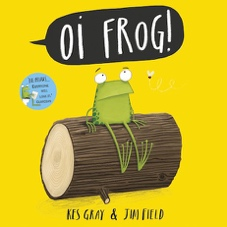 OI FROG!
KES GRAY & JIM FIELD